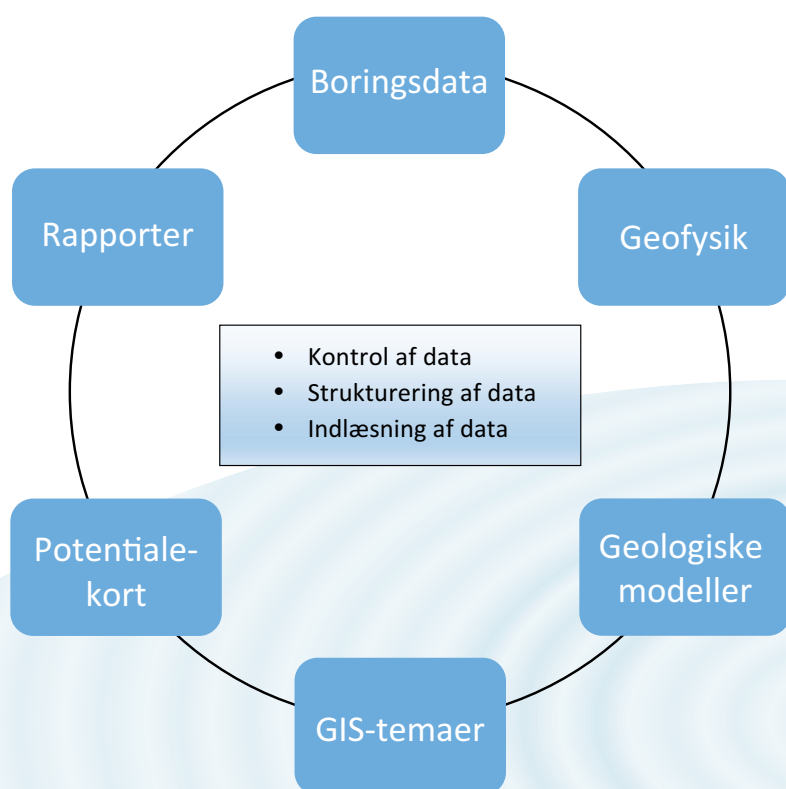 Boringsdata
Rapporter
Geofysik
• Kontrol af data
• Strukturering af data
• Indlæsning af data
Potentiale-
kort
Geologiske
modeller
GIS-temaer